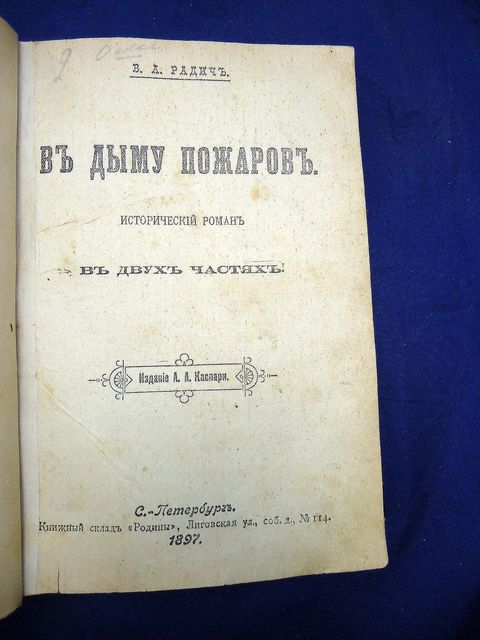 В. А. РАДИЧЪ.
ВЪ ДЫМУ ПОЖАРОВЪ.
ИСТОРИЧЕСКІЙ РОМАНЪ
ВЪ ДВУХЪ ЧАСТЯХЪ.
Изданіе А. А. Каспари.
С.-Петербургъ.
Книжный складъ «Родины», Лиговская ул., соб. д., № 114.
1897.